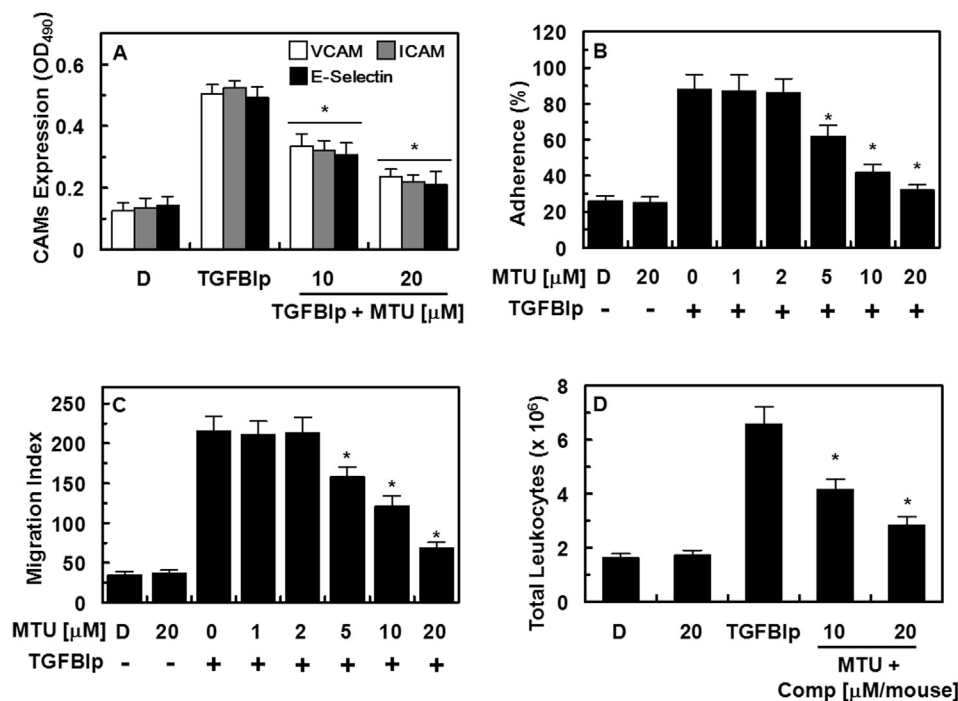 A
VCAM ICAM
E-Selectin
CAMs Expression (OD490)
0.6
0.4
0.2
0
* *
D TGFBIp 10 20
TGFBIp + MTU [μM]
B
Adherence (%)
120
100
80
60
40
20
0
* * *
MTU [μM] D 20 0 1 2 5 10 20
TGFBIp - - + + + + + +
C
Migration Index
250
200
150
100
50
0
* * *
MTU [μM] D 20 0 1 2 5 10 20
TGFBIp - - + + + + + +
D
Total Leukocytes (x 10⁶)
8
6
4
2
0
* *
D 20 TGFBIp 10 20
MTU +
Comp [μM/mouse]